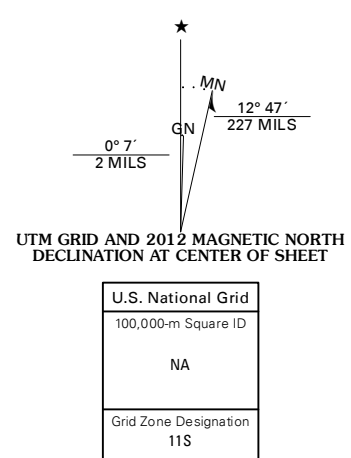 ★
MN
12° 47´
227 MILS
GN
0° 7´
2 MILS
UTM GRID AND 2012 MAGNETIC NORTH
DECLINATION AT CENTER OF SHEET
U.S. National Grid
100,000-m Square ID
NA
Grid Zone Designation
11S